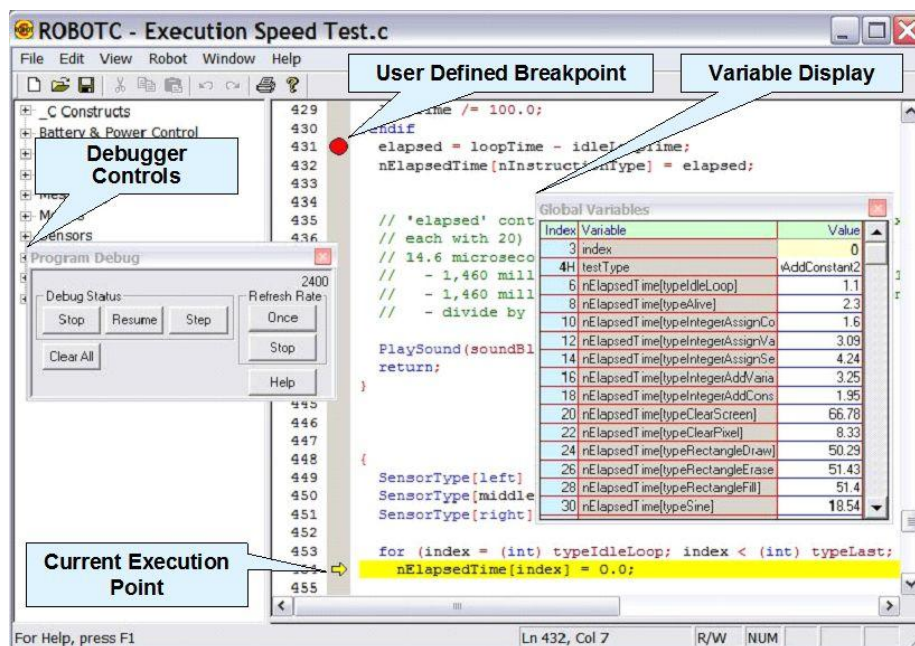 ROBOTC - Execution Speed Test.c
File Edit View Robot Window Help
User Defined Breakpoint
Variable Display
Debugger
Controls
Current Execution
Point
_C Constructs
Battery & Power Control
Sensors
429 /= 100.0;
430
431 elapsed = loopTime - idleLoopTime;
432 nElapsedTime[nInstructionType] = elapsed;
433
434
435 // 'elapsed' cont
436 // each with 20)
// 14.6 microseco
// - 1,460 mill
// - 1,460 mill
// - divide by
PlaySound(soundBl
return;
}
445
446
447
448 {
449 SensorType[left]
450 SensorType[middle
451 SensorType[right]
452
453 for (index = (int) typeIdleLoop; index < (int) typeLast;
nElapsedTime[index] = 0.0;
455
Program Debug
2400
Debug Status
Refresh Rate
Stop Resume Step
Once
Clear All
Stop
Help
Global Variables
Index Variable Value
3 index 0
4H testType AddConstant2
6 nElapsedTime[typeIdleLoop] 1.1
8 nElapsedTime[typeAlive] 2.3
10 nElapsedTime[typeIntegerAssignCo 1.6
12 nElapsedTime[typeIntegerAssignVa 3.09
14 nElapsedTime[typeIntegerAssignSe 4.24
16 nElapsedTime[typeIntegerAddVaria 3.25
18 nElapsedTime[typeIntegerAddCons 1.95
20 nElapsedTime[typeClearScreen] 66.78
22 nElapsedTime[typeClearPixel] 8.33
24 nElapsedTime[typeRectangleDraw] 50.29
26 nElapsedTime[typeRectangleErase 51.43
28 nElapsedTime[typeRectangleFill] 51.4
30 nElapsedTime[typeSine] 18.54
For Help, press F1
Ln 432, Col 7
R/W NUM